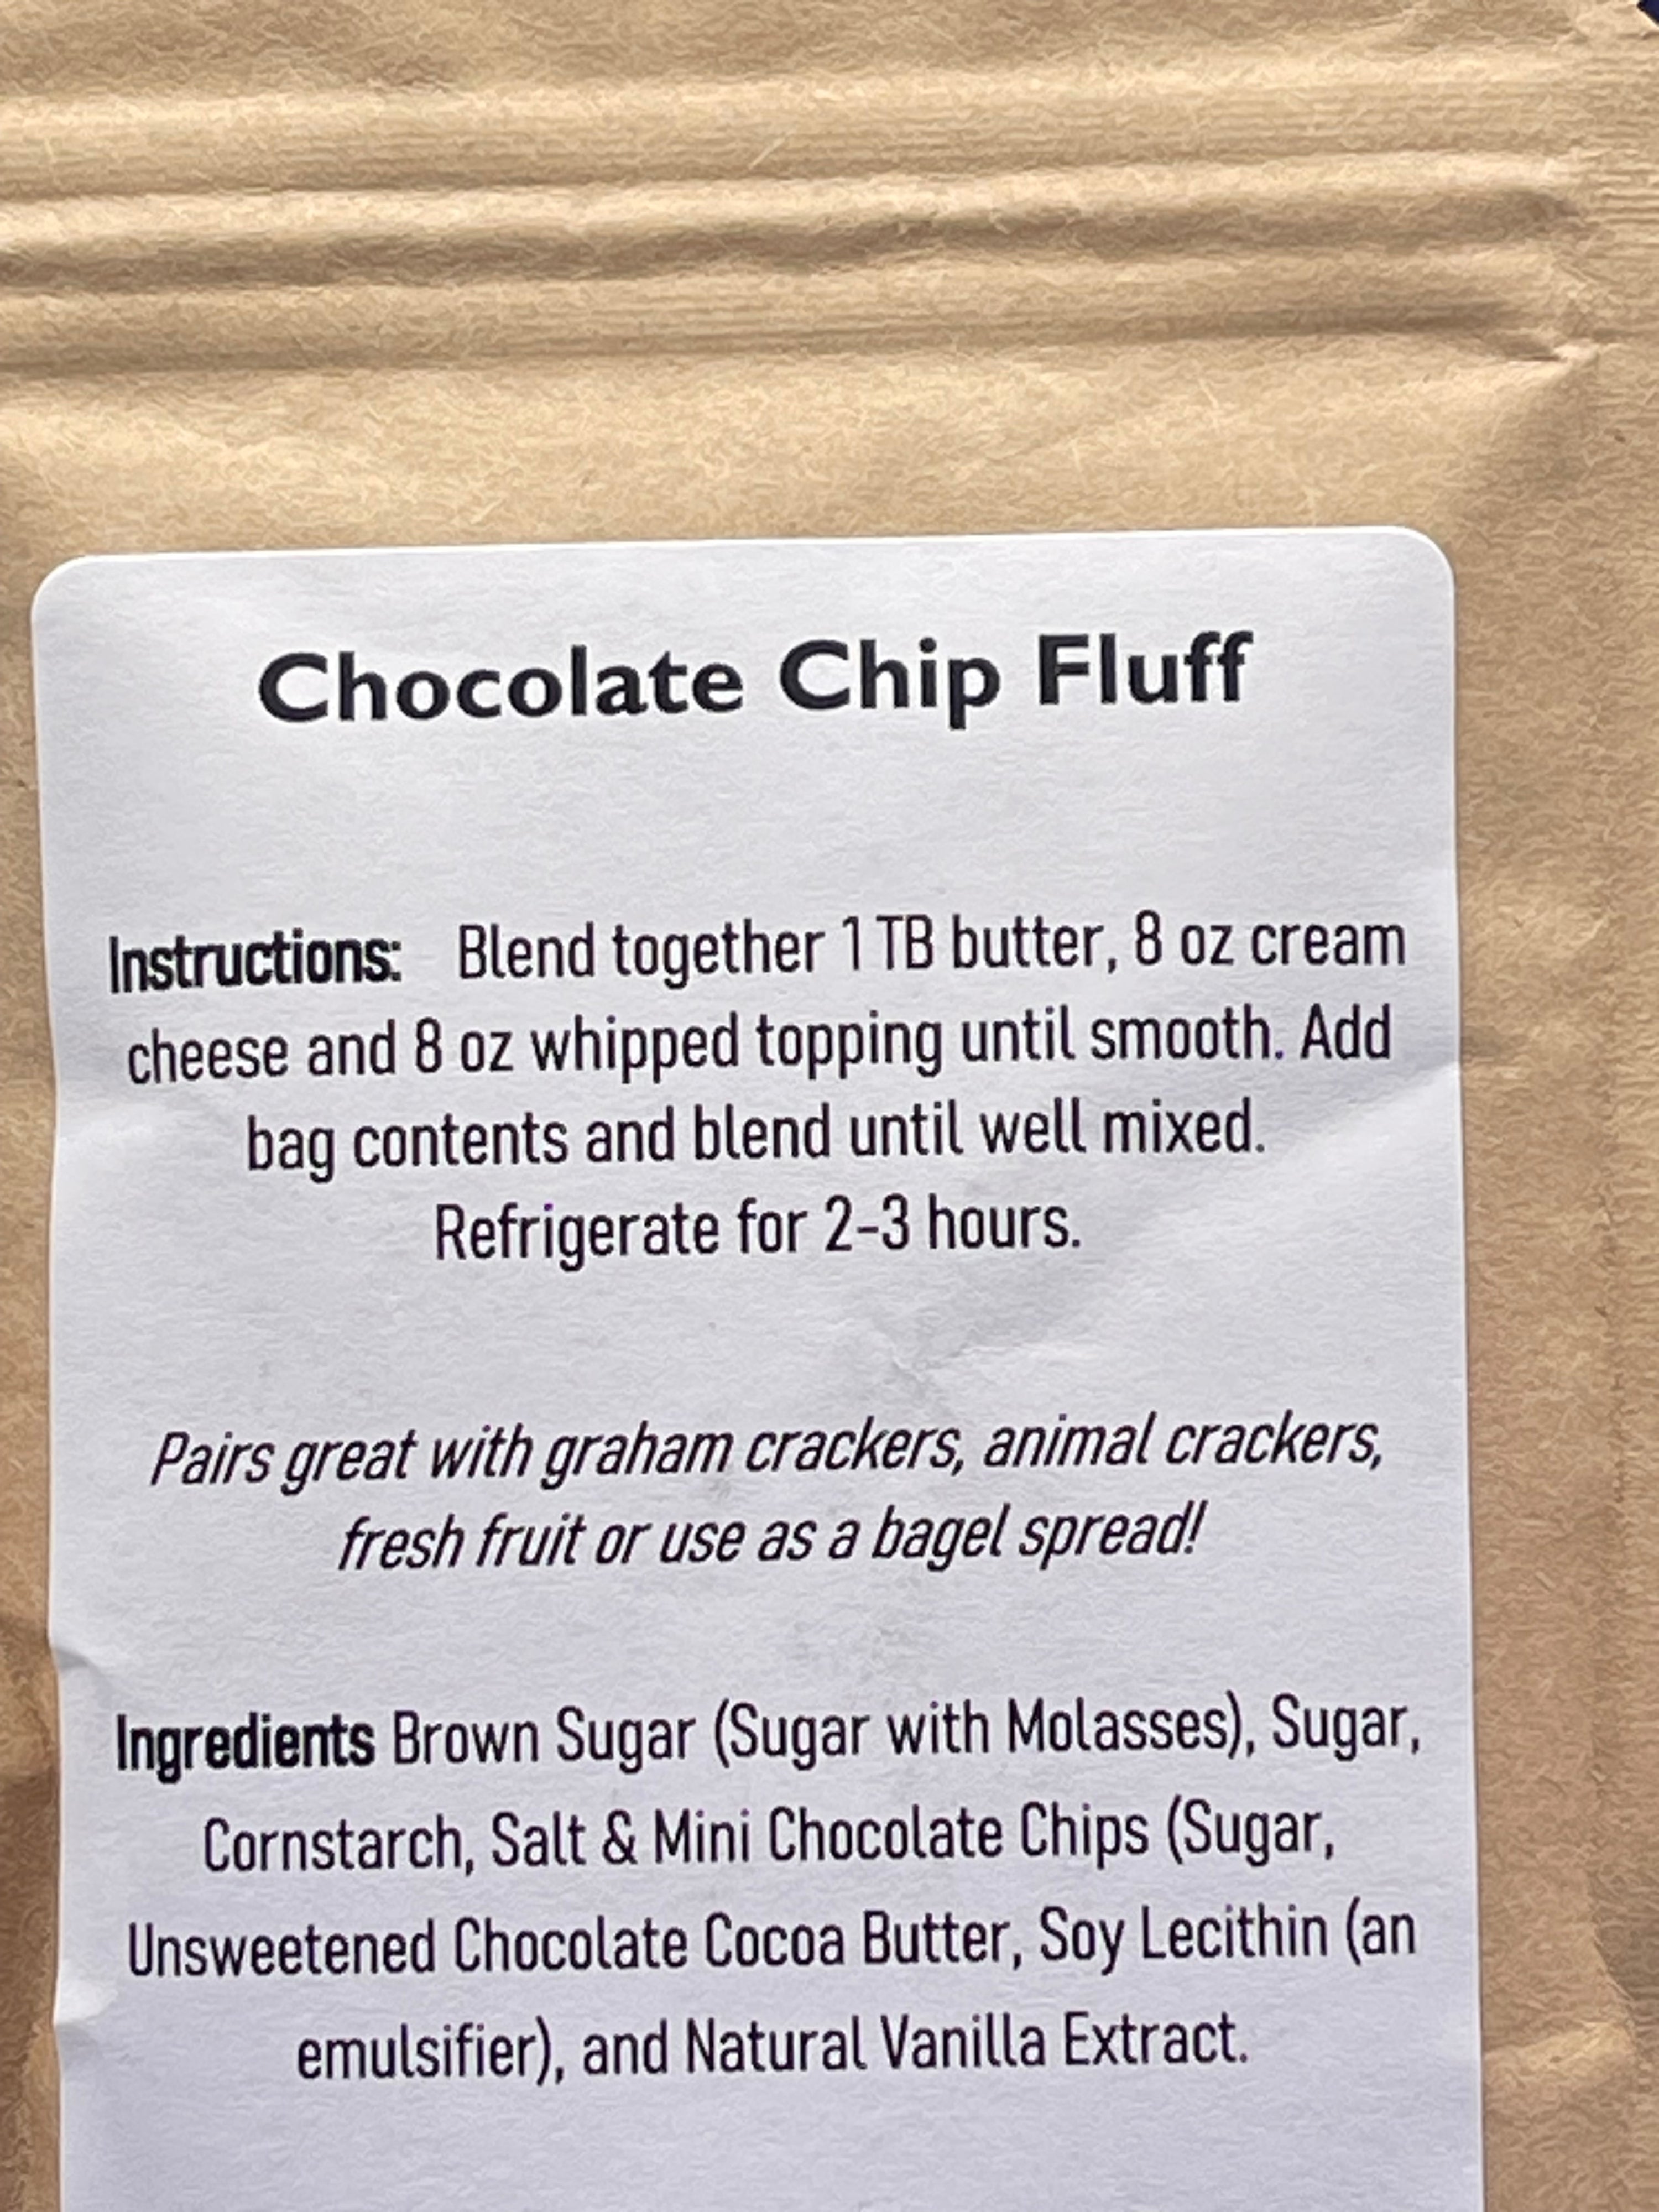 Chocolate Chip Fluff
Instructions: Blend together 1 TB butter, 8 oz cream
cheese and 8 oz whipped topping until smooth. Add
bag contents and blend until well mixed.
Refrigerate for 2-3 hours.
Pairs great with graham crackers, animal crackers,
fresh fruit or use as a bagel spread!
Ingredients Brown Sugar (Sugar with Molasses), Sugar,
Cornstarch, Salt & Mini Chocolate Chips (Sugar,
Unsweetened Chocolate Cocoa Butter, Soy Lecithin (an
emulsifier), and Natural Vanilla Extract.